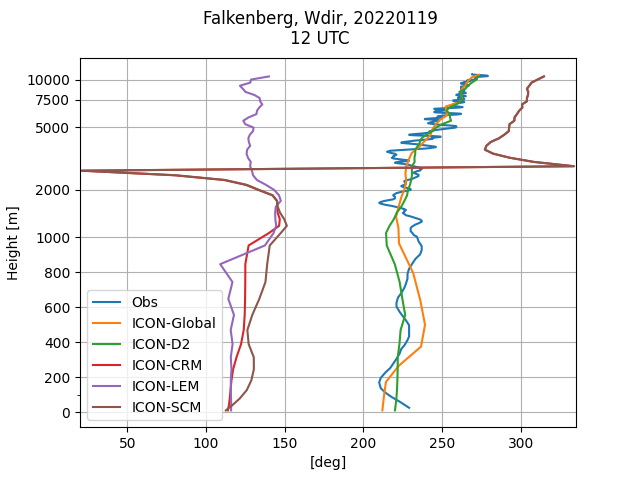 Falkenberg, Wdir, 20220119
12 UTC
10000
7500
5000
2000
1000
800
600
400
200
0
Height [m]
Obs
ICON-Global
ICON-D2
ICON-CRM
ICON-LEM
ICON-SCM
50 100 150 200 250 300
[deg]